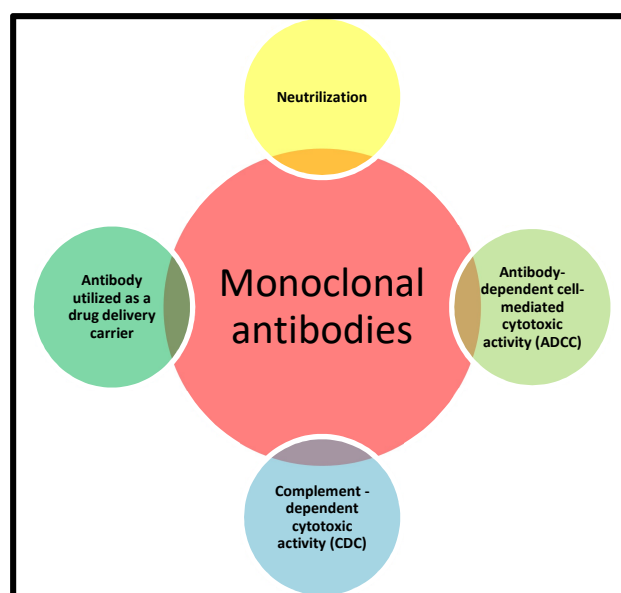 Neutrilization
Antibody
utilized as a
drug delivery
carrier
Monoclonal
antibodies
Antibody-
dependent cell-
mediated
cytotoxic
activity (ADCC)
Complement -
dependent
cytotoxic
activity (CDC)